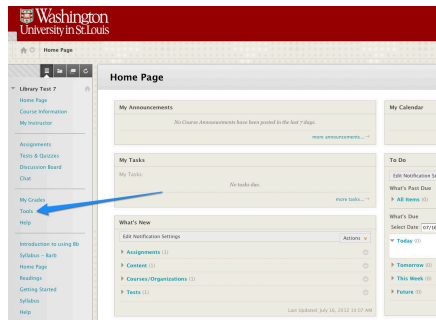 Washington
University in St.Louis
Home Page
Library Test 7
Home Page
Course Information
My Instructor
Assignments
Tests & Quizzes
Discussion Board
Chat
My Grades
Tools
Help
Introduction to using Bb
Syllabus - Barb
Home Page
Readings
Getting Started
Syllabus
Help
Home Page
My Announcements
No Course Announcements have been posted in the last 7 days.
more announcements...
My Tasks
My Tasks:
No tasks due.
more tasks...
What's New
Edit Notification Settings
Actions
Assignments (1)
Content (1)
Courses/Organizations (1)
Tests (1)
Last Updated: July 16, 2012 10:07 AM
My Calendar
To Do
Edit Notification Se
What's Past Due
All Items (0)
What's Due
Select Date: 07/16
Today (0)
Tomorrow (0)
This Week (0)
Future (0)